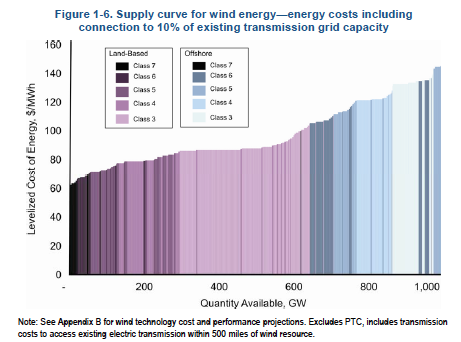 Figure 1-6. Supply curve for wind energy—energy costs including
connection to 10% of existing transmission grid capacity
160
140
120
100
80
60
40
20
0
Levelized Cost of Energy, $/MWh
Land-Based
Class 7
Class 6
Class 5
Class 4
Class 3
Offshore
Class 7
Class 6
Class 5
Class 4
Class 3
- 200 400 600 800 1,000
Quantity Available, GW
Note: See Appendix B for wind technology cost and performance projections. Excludes PTC, includes transmission
costs to access existing electric transmission within 500 miles of wind resource.